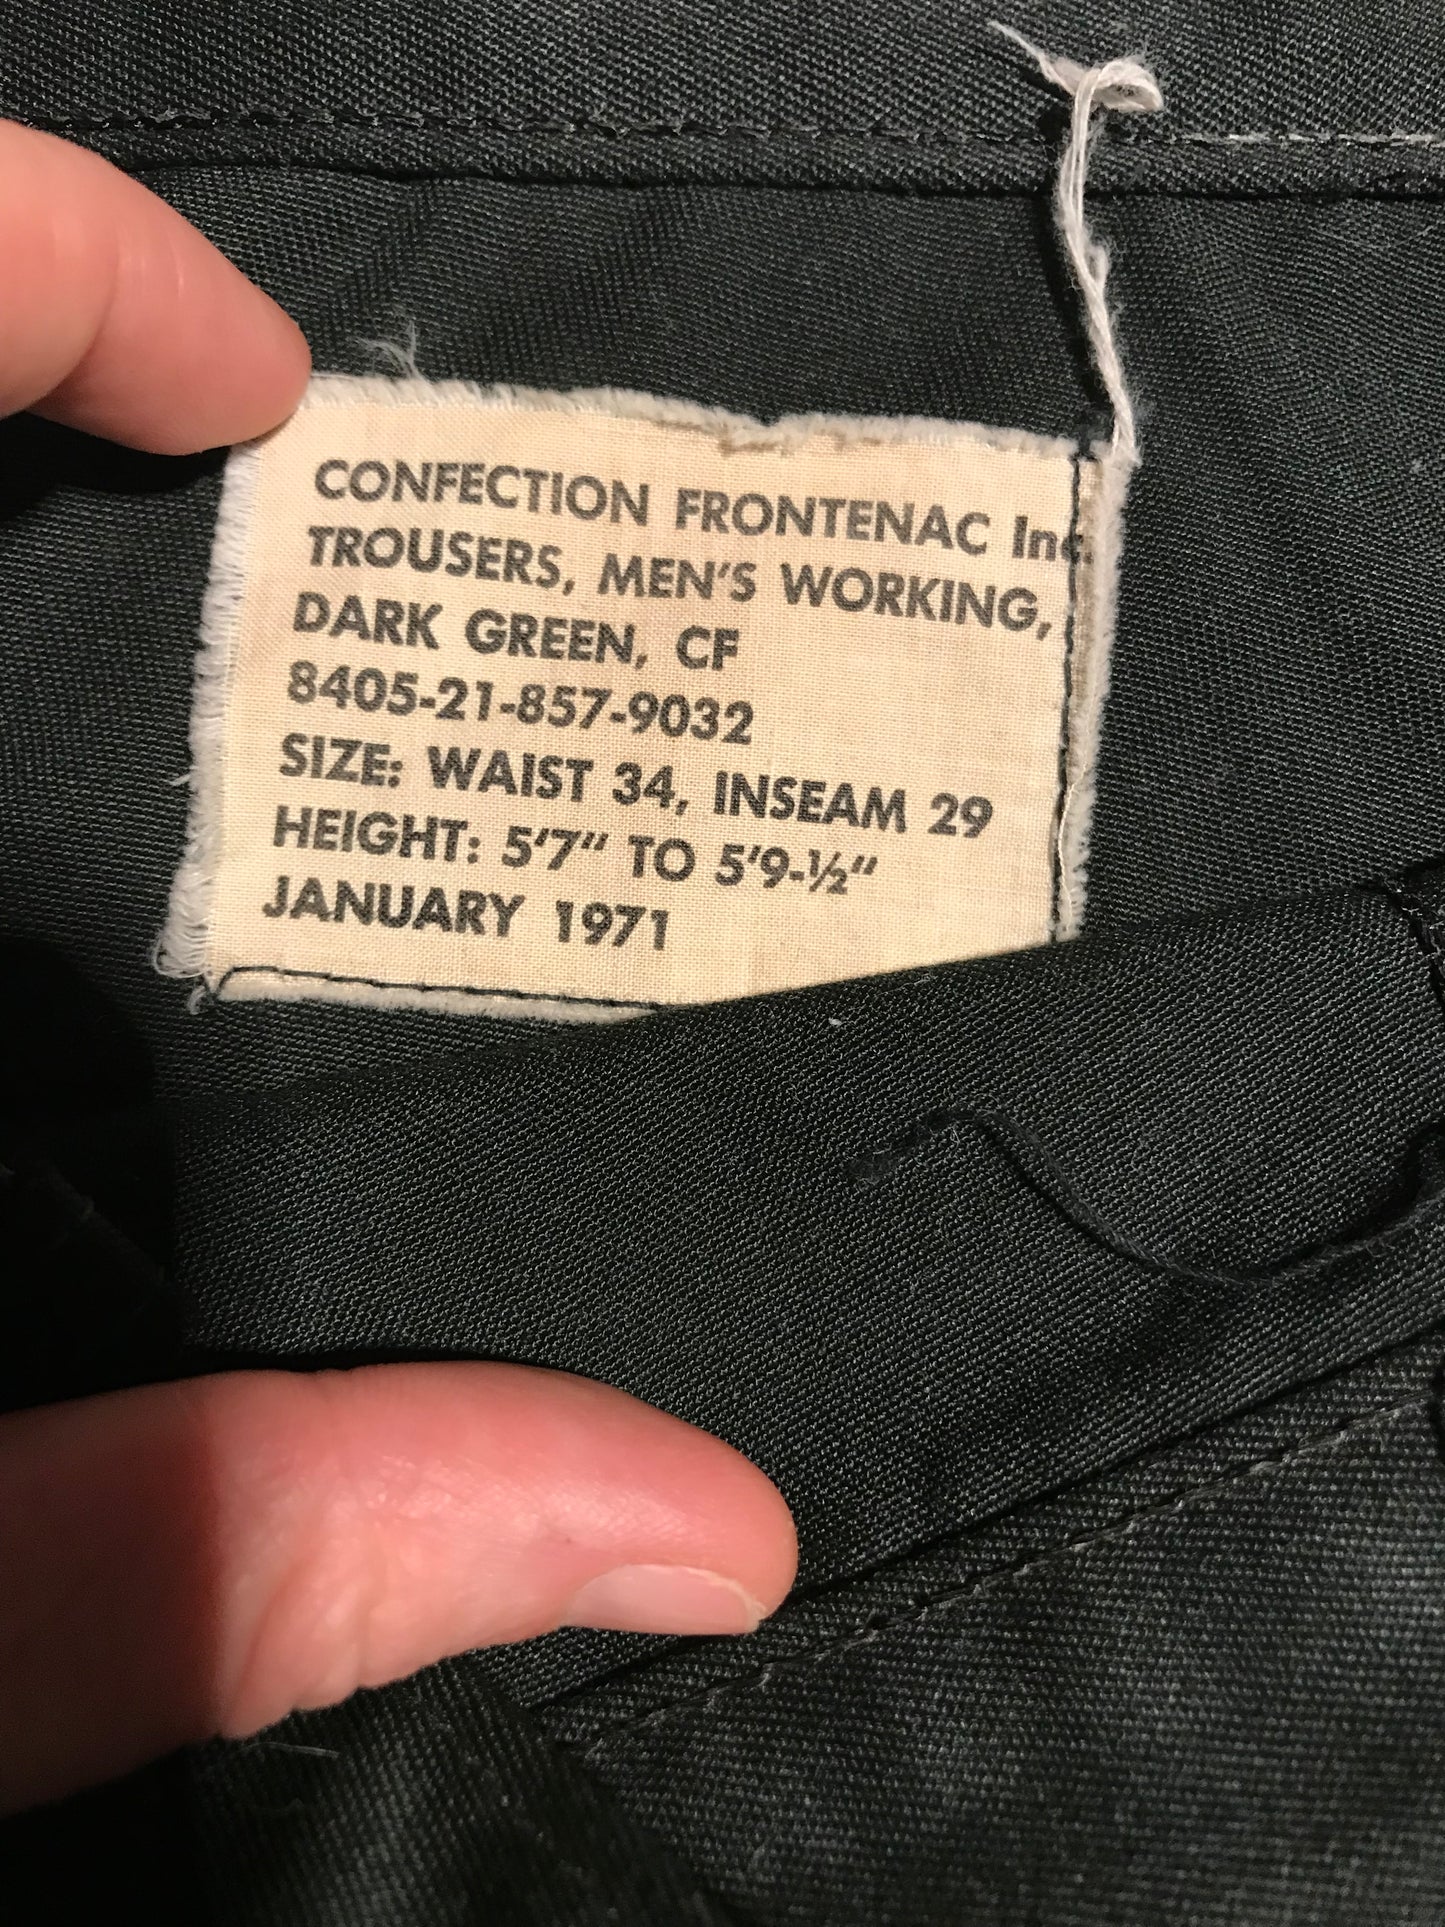 CONFECTION FRONTENAC Inc.
TROUSERS, MEN'S WORKING,
DARK GREEN, CF
8405-21-857-9032
SIZE: WAIST 34, INSEAM 29
HEIGHT: 5'7" TO 5'9-½"
JANUARY 1971